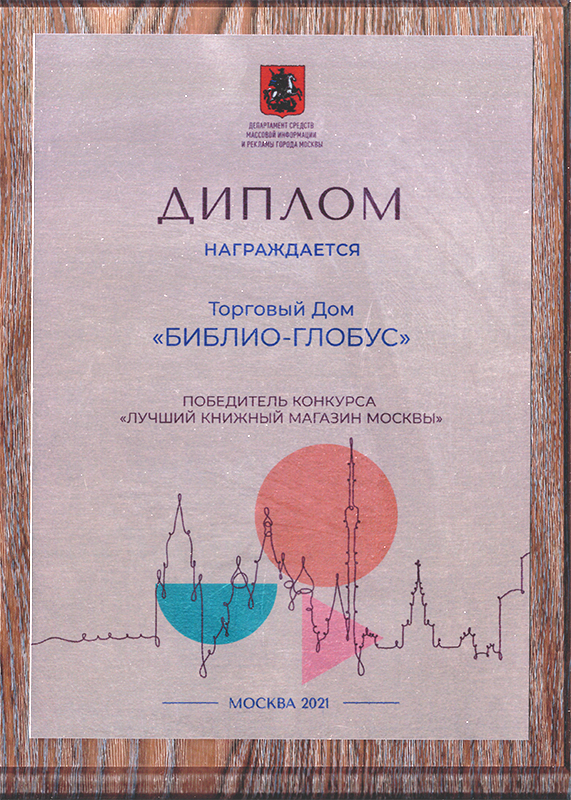 ДЕПАРТАМЕНТ СРЕДСТВ
МАССОВОЙ ИНФОРМАЦИИ
И РЕКЛАМЫ ГОРОДА МОСКВЫ
ДИПЛОМ
НАГРАЖДАЕТСЯ
Торговый Дом
«БИБЛИО-ГЛОБУС»
ПОБЕДИТЕЛЬ КОНКУРСА
«ЛУЧШИЙ КНИЖНЫЙ МАГАЗИН МОСКВЫ»
МОСКВА 2021